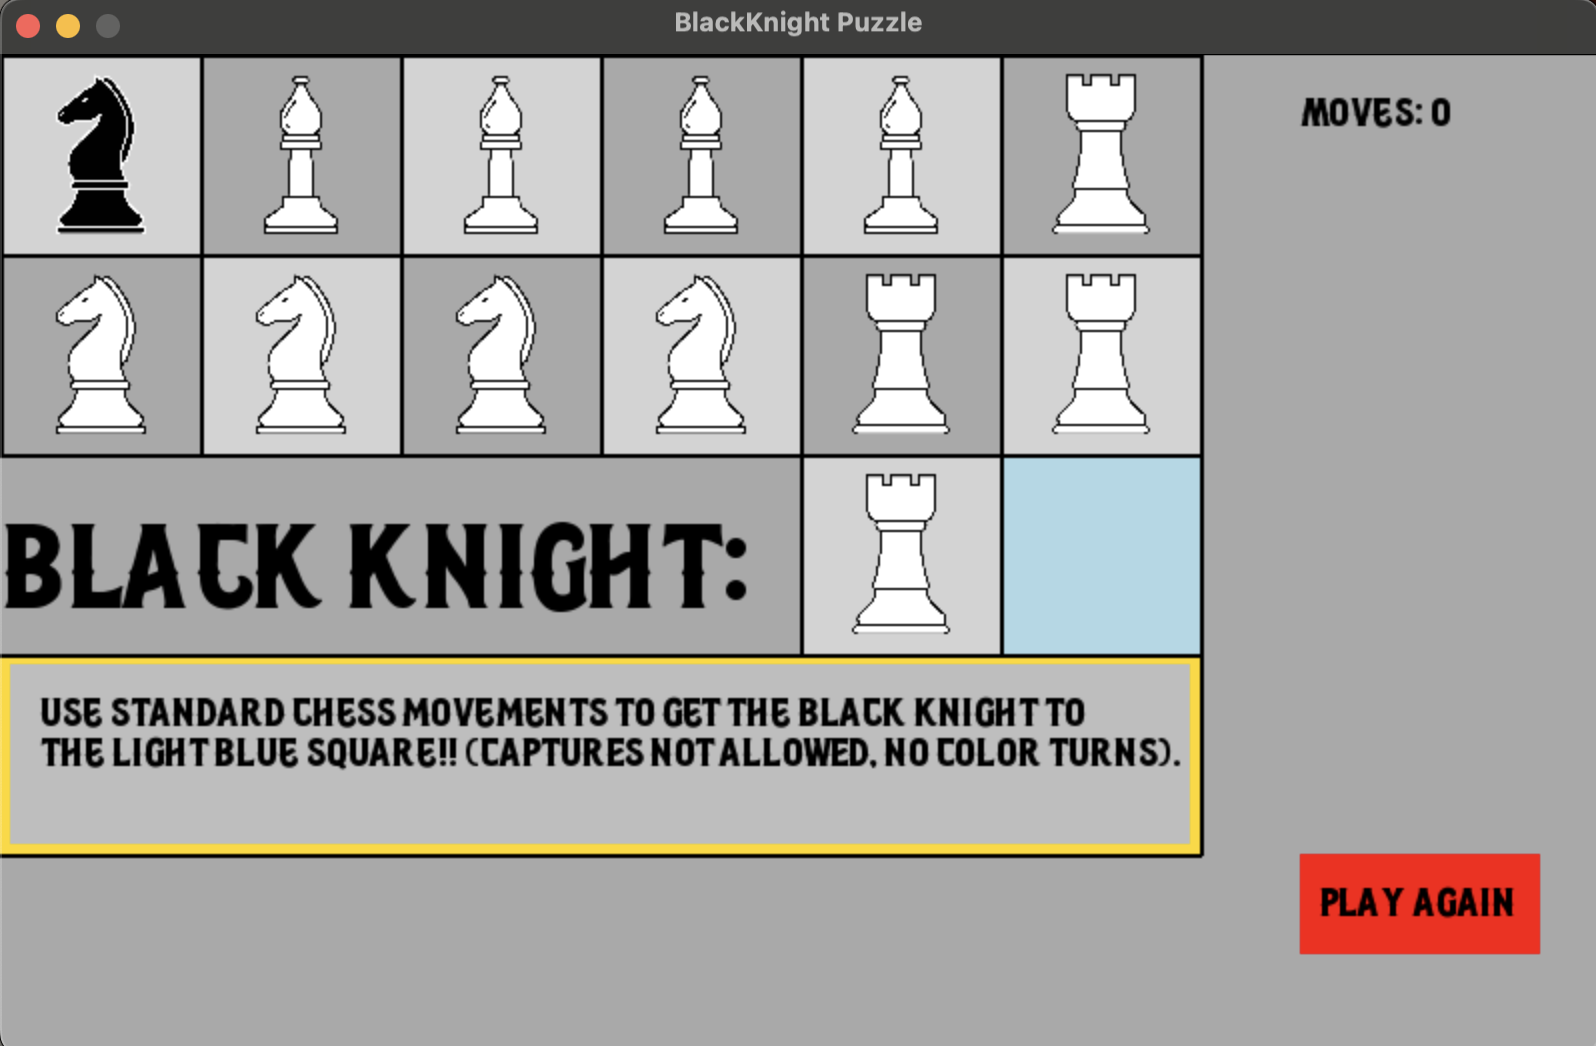 BlackKnight Puzzle
MOVES: 0
BLACK KNIGHT:
USE STANDARD CHESS MOVEMENTS TO GET THE BLACK KNIGHT TO
THE LIGHT BLUE SQUARE!! (CAPTURES NOT ALLOWED, NO COLOR TURNS).
PLAY AGAIN